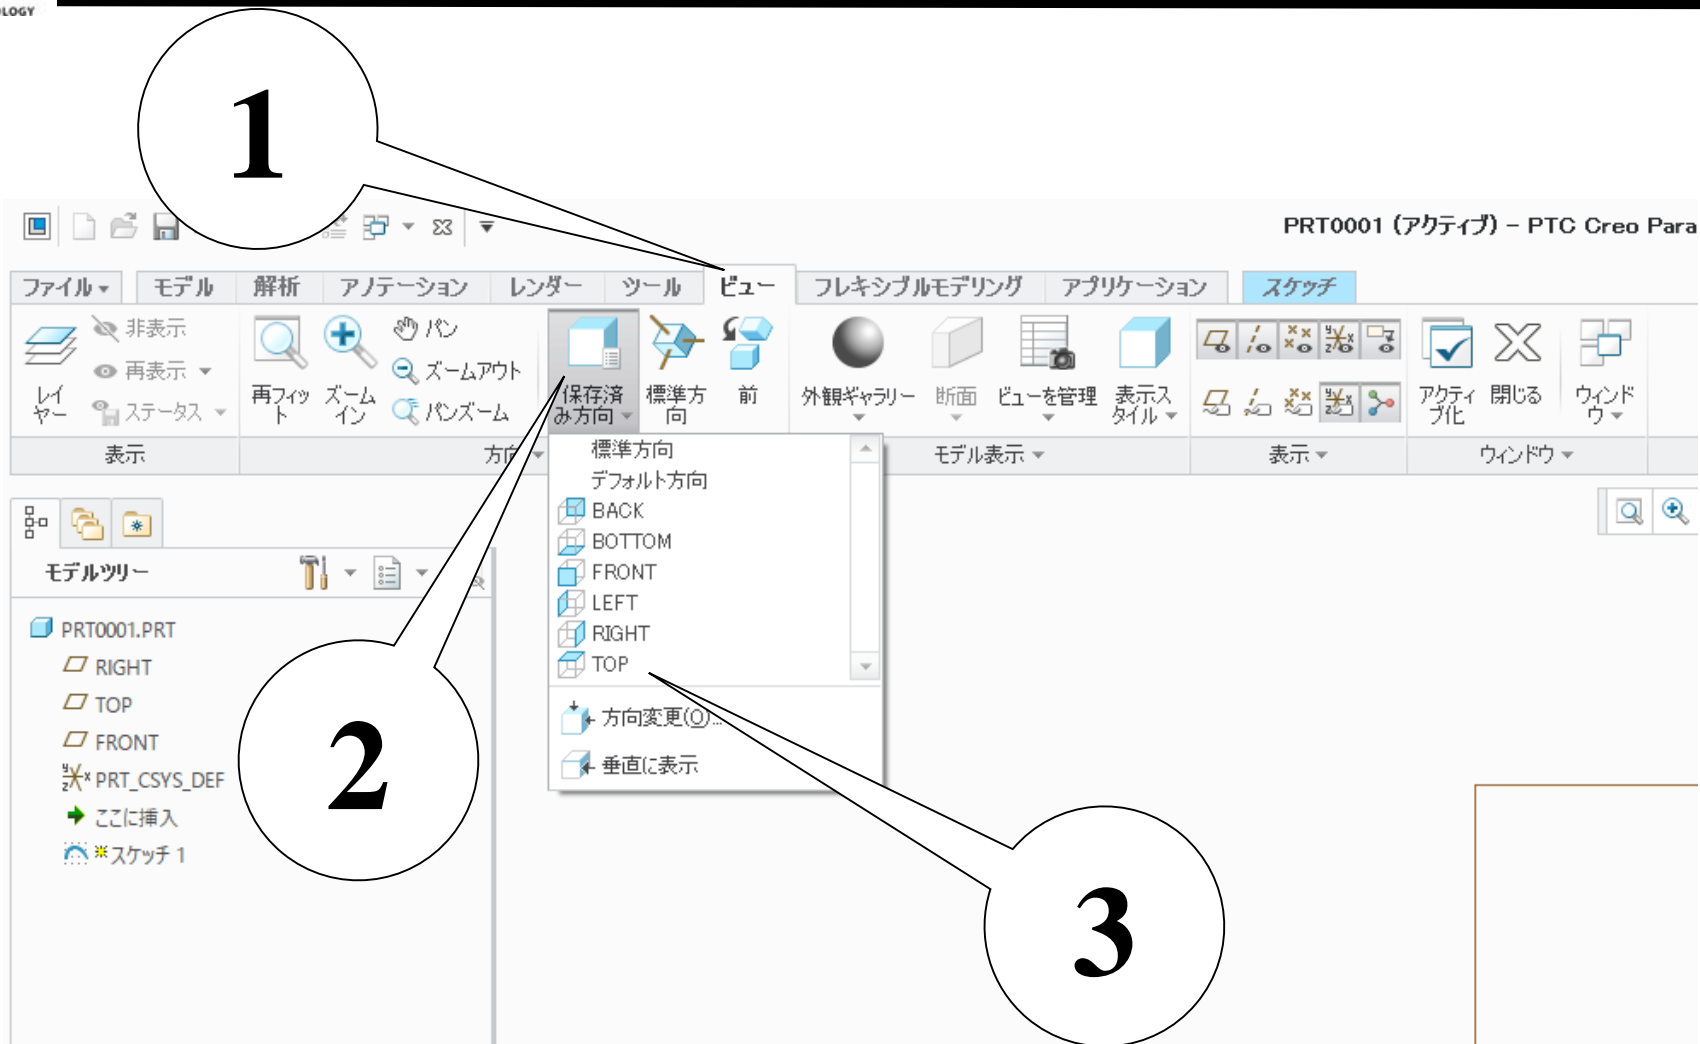 OLOGY
1
PRT0001 (アクティブ) – PTC Creo Para
ファイル モデル 解析 アノテーション レンダー ツール ビュー フレキシブルモデリング アプリケーション スケッチ
非表示
再表示
ステータス
レイ
ヤー
再フィッ
ト
ズーム
イン
パン
ズームアウト
パンズーム
保存済
み方向
標準方
向
前
外観ギャラリー
断面
ビューを管理
表示ス
タイル
アクティ
ブ化
閉じる
ウィンド
ウ
表示 方向 モデル表示 表示 ウィンドウ
標準方向
デフォルト方向
BACK
BOTTOM
FRONT
LEFT
RIGHT
TOP
方向変更(O)...
垂直に表示
モデルツリー
PRT0001.PRT
RIGHT
TOP
FRONT
PRT_CSYS_DEF
ここに挿入
スケッチ 1
2
3